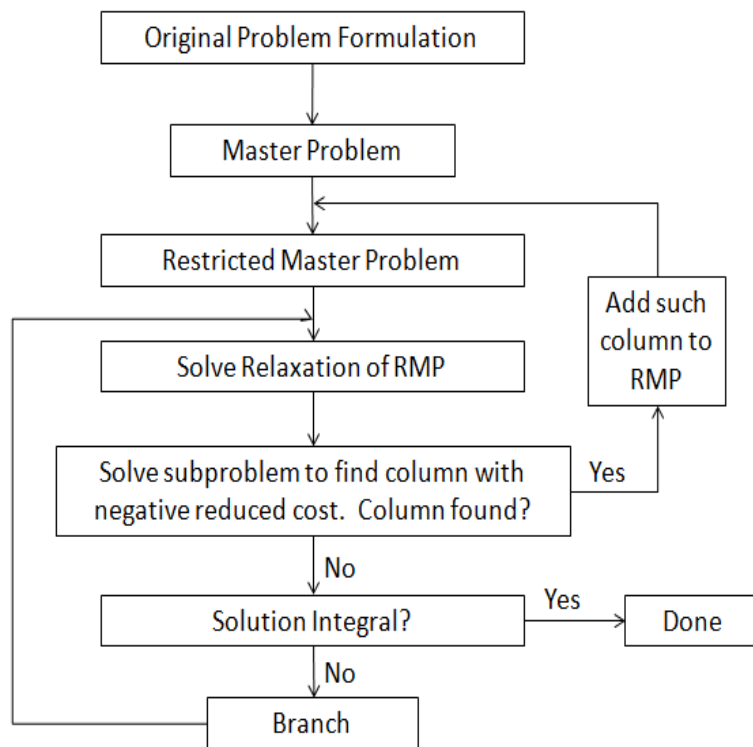 Original Problem Formulation
Master Problem
Restricted Master Problem
Add such
column to
RMP
Solve Relaxation of RMP
Solve subproblem to find column with
negative reduced cost.  Column found?
Yes
No
Solution Integral?
Yes
Done
No
Branch